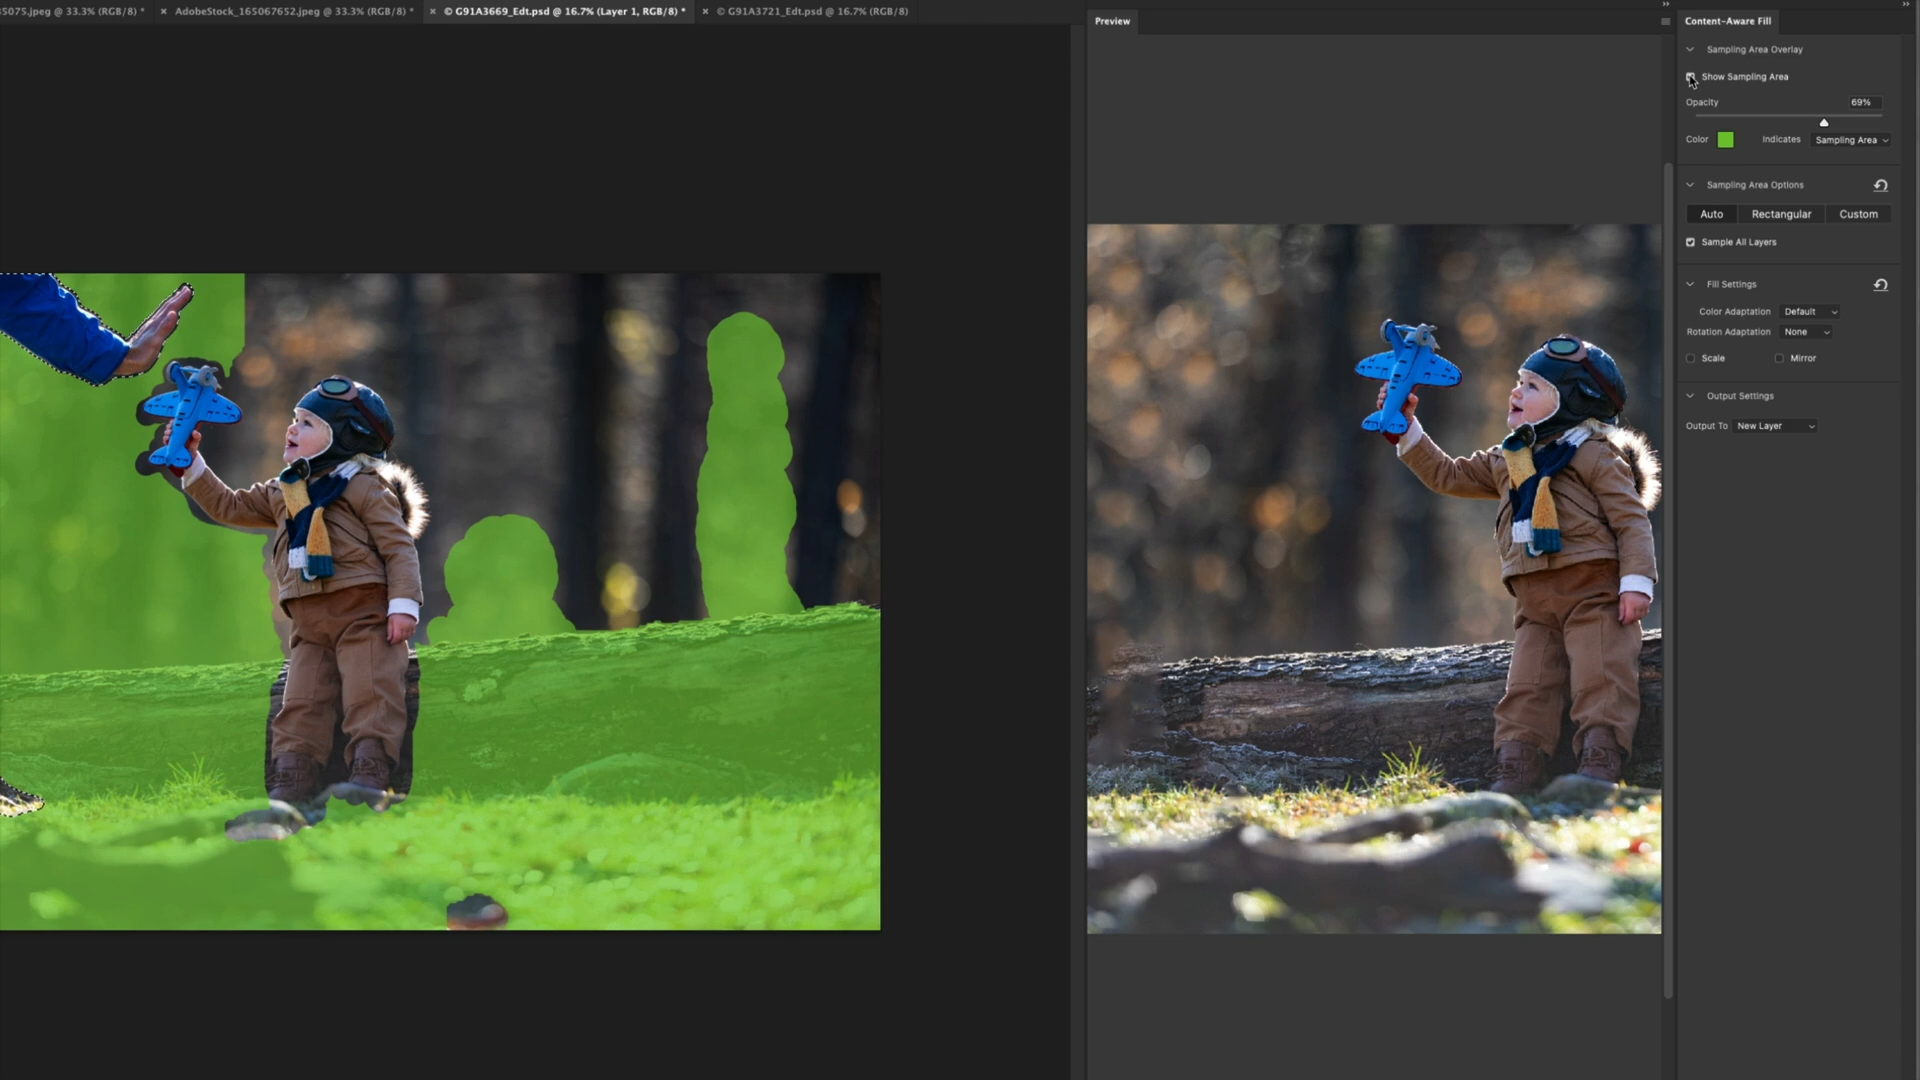 5075.jpeg @ 33.3% (RGB/8) *
× AdobeStock_165067652.jpeg @ 33.3% (RGB/8) *
× © G91A3669_Edt.psd @ 16.7% (Layer 1, RGB/8) *
× © G91A3721_Edt.psd @ 16.7% (RGB/8)
Preview
Content-Aware Fill
Sampling Area Overlay
Show Sampling Area
Opacity 69%
Color Indicates Sampling Area
Sampling Area Options
Auto Rectangular Custom
Sample All Layers
Fill Settings
Color Adaptation Default
Rotation Adaptation None
Scale Mirror
Output Settings
Output To New Layer